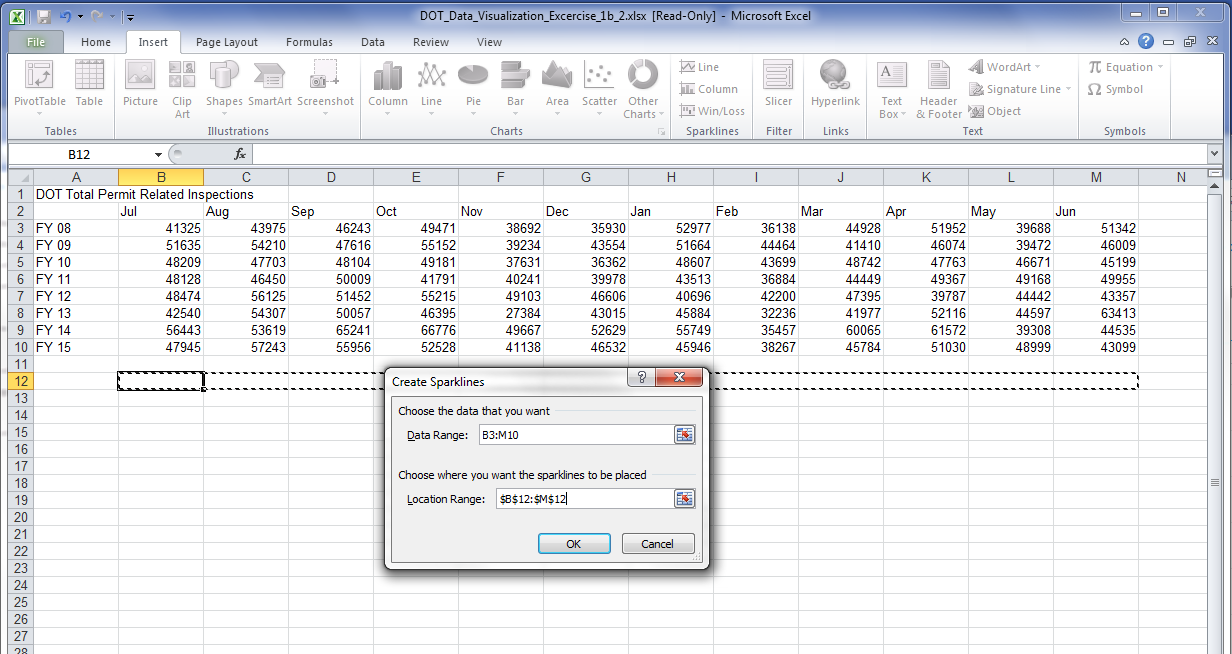 DOT_Data_Visualization_Excercise_1b_2.xlsx [Read-Only] - Microsoft Excel
File Home Insert Page Layout Formulas Data Review View
PivotTable Table Picture Clip Art Shapes SmartArt Screenshot Column Line Pie Bar Area Scatter Other Charts Line Column Win/Loss Slicer Hyperlink Text Box Header & Footer WordArt Signature Line Object Equation Symbol
Tables Illustrations Charts Sparklines Filter Links Text Symbols
B12 fx
A B C D E F G H I J K L M N
1 DOT Total Permit Related Inspections
2 Jul Aug Sep Oct Nov Dec Jan Feb Mar Apr May Jun
3 FY 08 41325 43975 46243 49471 38692 35930 52977 36138 44928 51952 39688 51342
4 FY 09 51635 54210 47616 55152 39234 43554 51664 44464 41410 46074 39472 46009
5 FY 10 48209 47703 48104 49181 37631 36362 48607 43699 48742 47763 46671 45199
6 FY 11 48128 46450 50009 41791 40241 39978 43513 36884 44449 49367 49168 49955
7 FY 12 48474 56125 51452 55215 49103 46606 40696 42200 47395 39787 44442 43357
8 FY 13 42540 54307 50057 46395 27384 43015 45884 32236 41977 52116 44597 63413
9 FY 14 56443 53619 65241 66776 49667 52629 55749 35457 60065 61572 39308 44535
10 FY 15 47945 57243 55956 52528 41138 46532 45946 38267 45784 51030 48999 43099
11
12
13
14
15
16
17
18
19
20
21
22
23
24
25
26
27
28
Create Sparklines
Choose the data that you want
Data Range: B3:M10
Choose where you want the sparklines to be placed
Location Range: $B$12:$M$12
OK Cancel